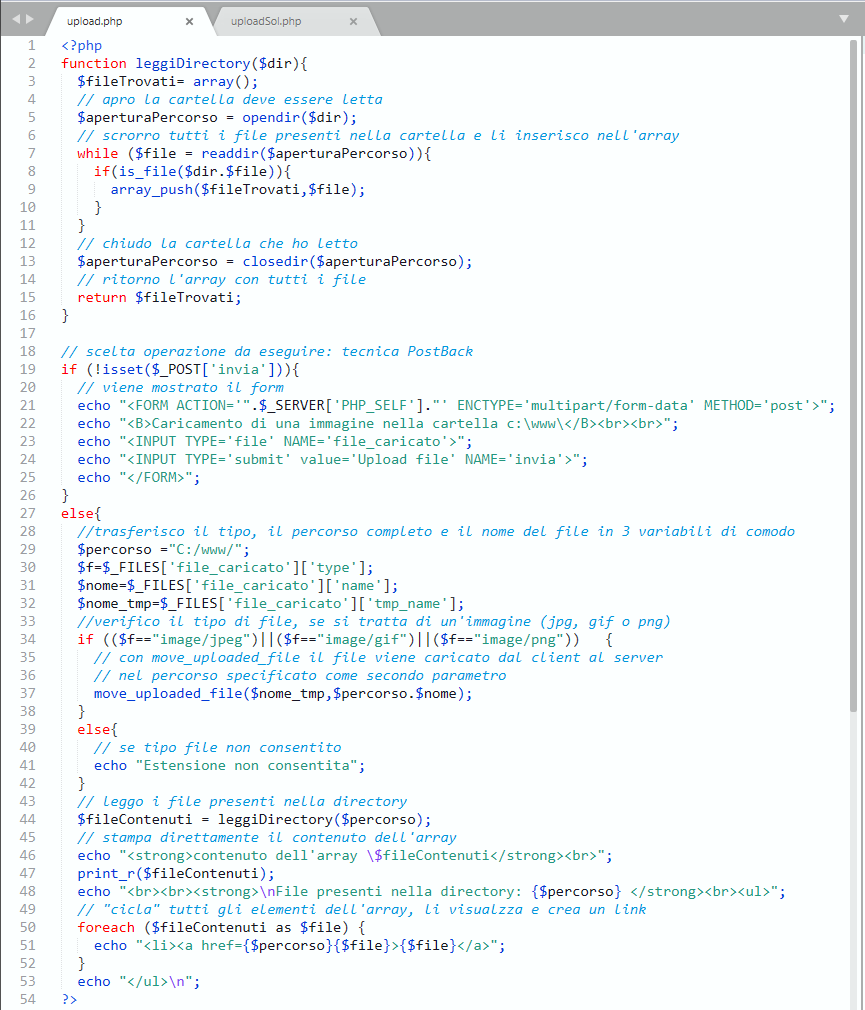 upload.php × uploadSol.php ×
1 <?php
2 function leggiDirectory($dir){
3 $fileTrovati= array();
4 // apro la cartella deve essere letta
5 $aperturaPercorso = opendir($dir);
6 // scrorro tutti i file presenti nella cartella e li inserisco nell'array
7 while ($file = readdir($aperturaPercorso)){
8 if(is_file($dir.$file)){
9 array_push($fileTrovati,$file);
10 }
11 }
12 // chiudo la cartella che ho letto
13 $aperturaPercorso = closedir($aperturaPercorso);
14 // ritorno l'array con tutti i file
15 return $fileTrovati;
16 }
17
18 // scelta operazione da eseguire: tecnica PostBack
19 if (!isset($_POST['invia'])){
20 // viene mostrato il form
21 echo "<FORM ACTION='".$_SERVER['PHP_SELF']."' ENCTYPE='multipart/form-data' METHOD='post'>";
22 echo "<B>Caricamento di una immagine nella cartella c:\www\</B><br><br>";
23 echo "<INPUT TYPE='file' NAME='file_caricato'>";
24 echo "<INPUT TYPE='submit' value='Upload file' NAME='invia'>";
25 echo "</FORM>";
26 }
27 else{
28 //trasferisco il tipo, il percorso completo e il nome del file in 3 variabili di comodo
29 $percorso ="C:/www/";
30 $f=$_FILES['file_caricato']['type'];
31 $nome=$_FILES['file_caricato']['name'];
32 $nome_tmp=$_FILES['file_caricato']['tmp_name'];
33 //verifico il tipo di file, se si tratta di un'immagine (jpg, gif o png)
34 if (($f=="image/jpeg")||($f=="image/gif")||($f=="image/png")) {
35 // con move_uploaded_file il file viene caricato dal client al server
36 // nel percorso specificato come secondo parametro
37 move_uploaded_file($nome_tmp,$percorso.$nome);
38 }
39 else{
40 // se tipo file non consentito
41 echo "Estensione non consentita";
42 }
43 // leggo i file presenti nella directory
44 $fileContenuti = leggiDirectory($percorso);
45 // stampa direttamente il contenuto dell'array
46 echo "<strong>contenuto dell'array \$fileContenuti</strong><br>";
47 print_r($fileContenuti);
48 echo "<br><br><strong>\nFile presenti nella directory: {$percorso} </strong><br><ul>";
49 // "cicla" tutti gli elementi dell'array, li visualzza e crea un link
50 foreach ($fileContenuti as $file) {
51 echo "<li><a href={$percorso}{$file}>{$file}</a>";
52 }
53 echo "</ul>\n";
54 ?>